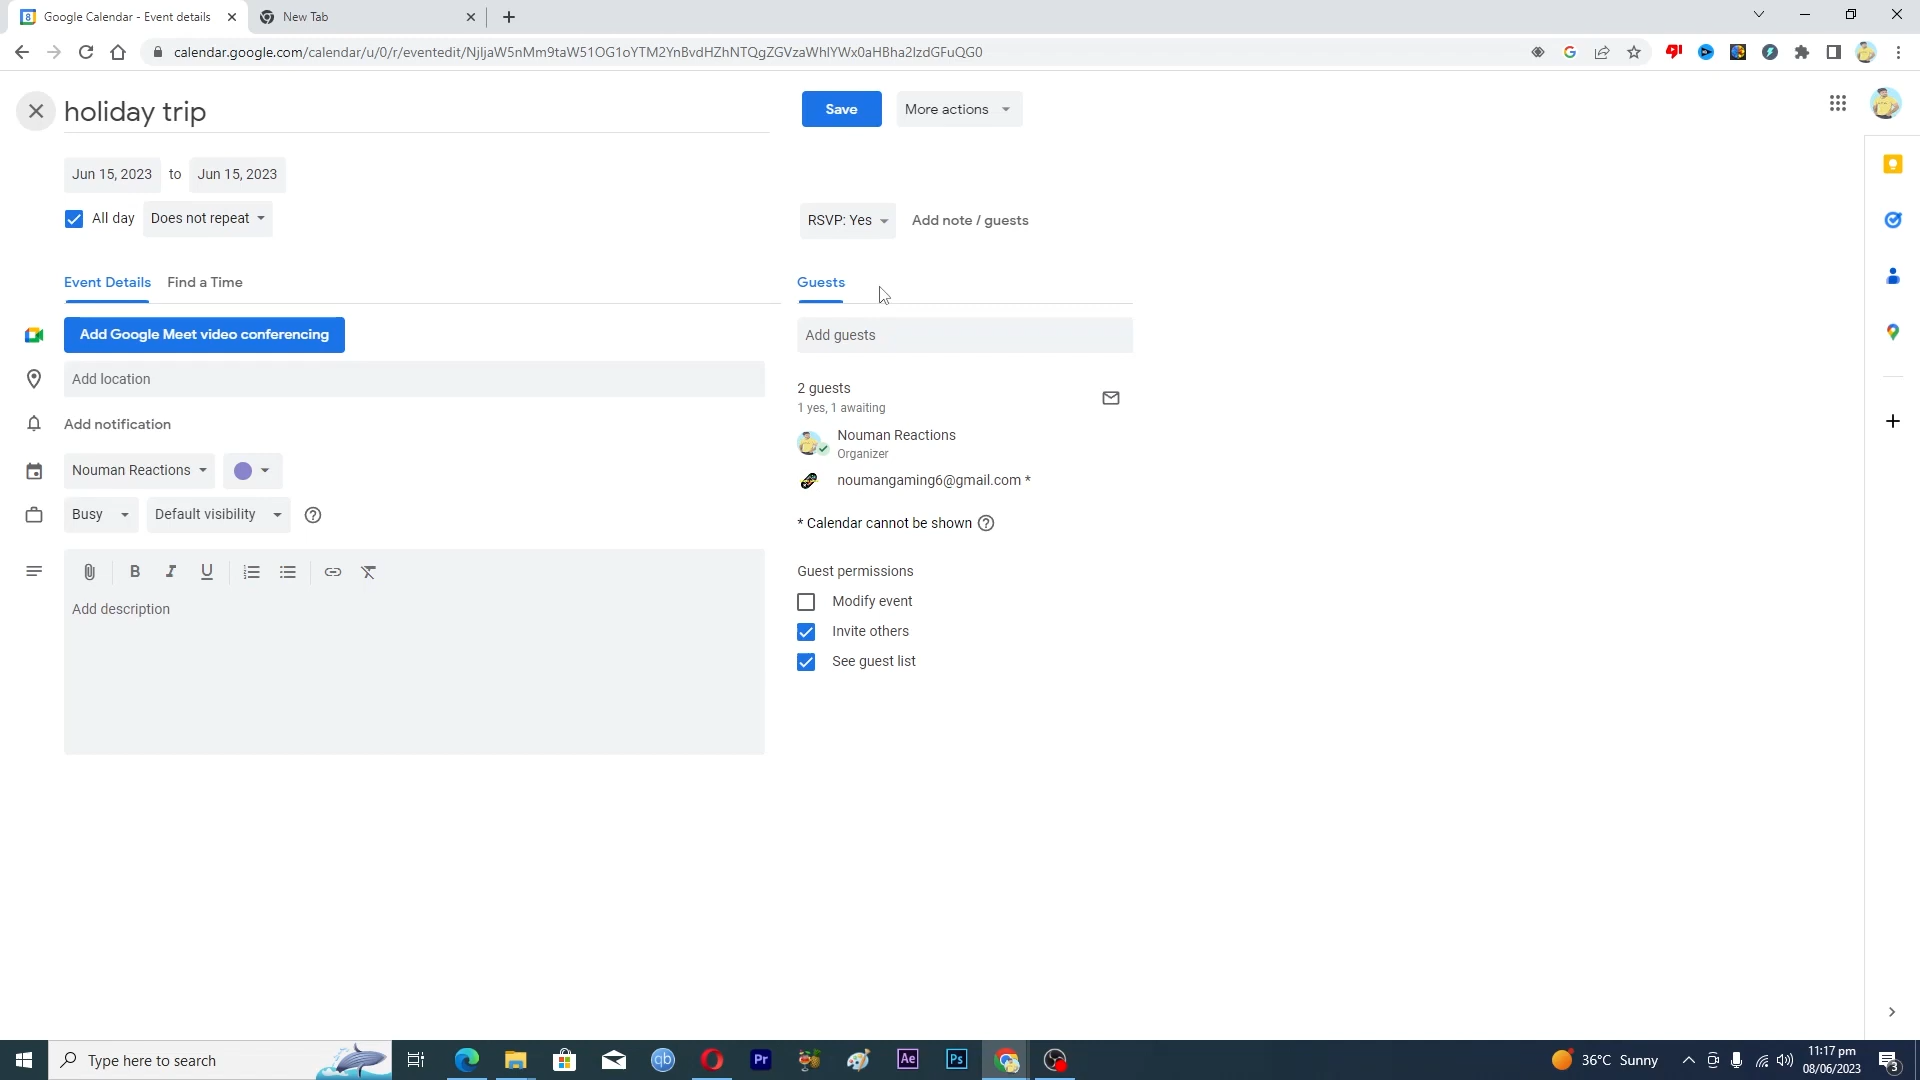 Google Calendar - Event details
New Tab
calendar.google.com/calendar/u/0/r/eventedit/NjljaW5nMm9taW51OG1oYTM2YnBvdHZhNTQgZGVzaWhlYWx0aHBha2lzdGFuQG0
holiday trip
Save
More actions
Jun 15, 2023 to Jun 15, 2023
All day Does not repeat
RSVP: Yes
Add note / guests
Event Details
Find a Time
Guests
Add Google Meet video conferencing
Add guests
Add location
2 guests
1 yes, 1 awaiting
Add notification
Nouman Reactions
Organizer
Nouman Reactions
noumangaming6@gmail.com *
Busy
Default visibility
* Calendar cannot be shown
B I U
Guest permissions
Add description
Modify event
Invite others
See guest list
Type here to search
qb
Pr
Ae
Ps
36°C Sunny
11:17 pm
08/06/2023
3